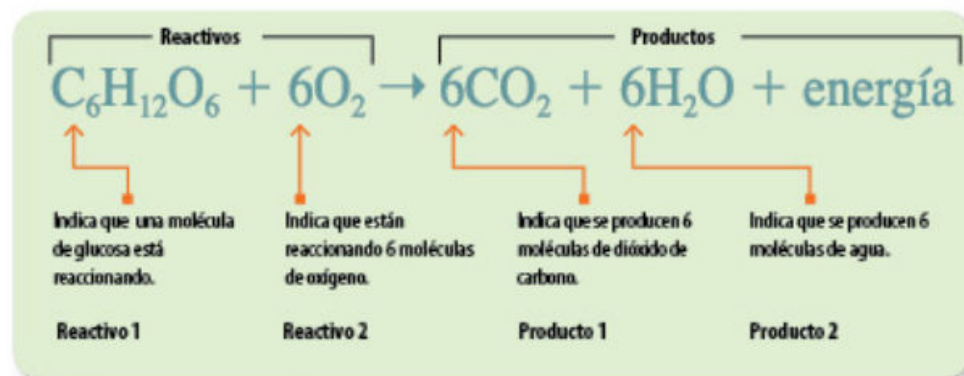 Reactivos Productos
C₆H₁₂O₆ + 6O₂ → 6CO₂ + 6H₂O + energía
Indica que una molécula
de glucosa está
reaccionando.
Indica que están
reaccionando 6 moléculas
de oxígeno.
Indica que se producen 6
moléculas de dióxido de
carbono.
Indica que se producen 6
moléculas de agua.
Reactivo 1 Reactivo 2 Producto 1 Producto 2